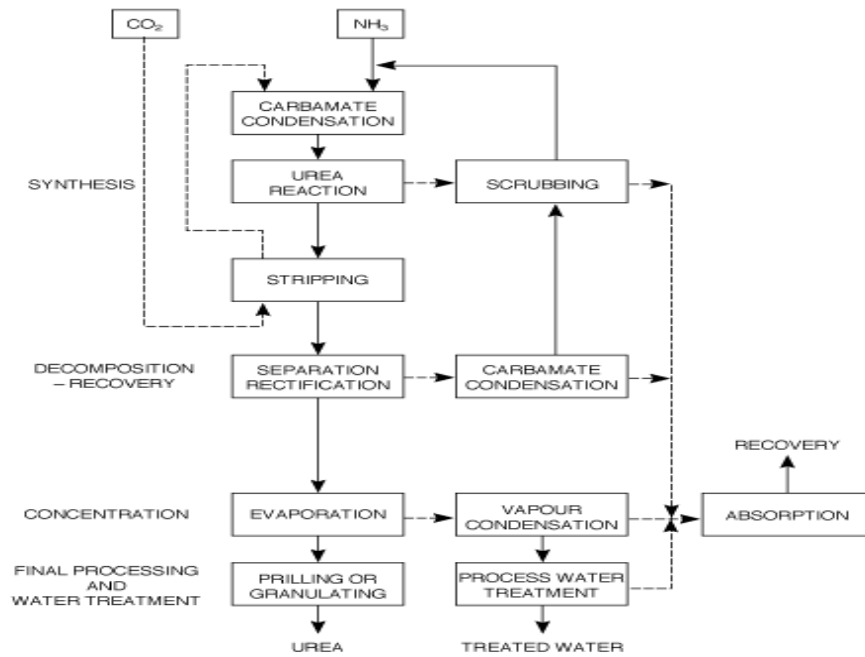 CO₂
NH₃
CARBAMATE
CONDENSATION
SYNTHESIS
UREA
REACTION
SCRUBBING
STRIPPING
DECOMPOSITION
– RECOVERY
SEPARATION
RECTIFICATION
CARBAMATE
CONDENSATION
RECOVERY
CONCENTRATION
EVAPORATION
VAPOUR
CONDENSATION
ABSORPTION
FINAL PROCESSING
AND
WATER TREATMENT
PRILLING OR
GRANULATING
PROCESS WATER
TREATMENT
UREA
TREATED WATER